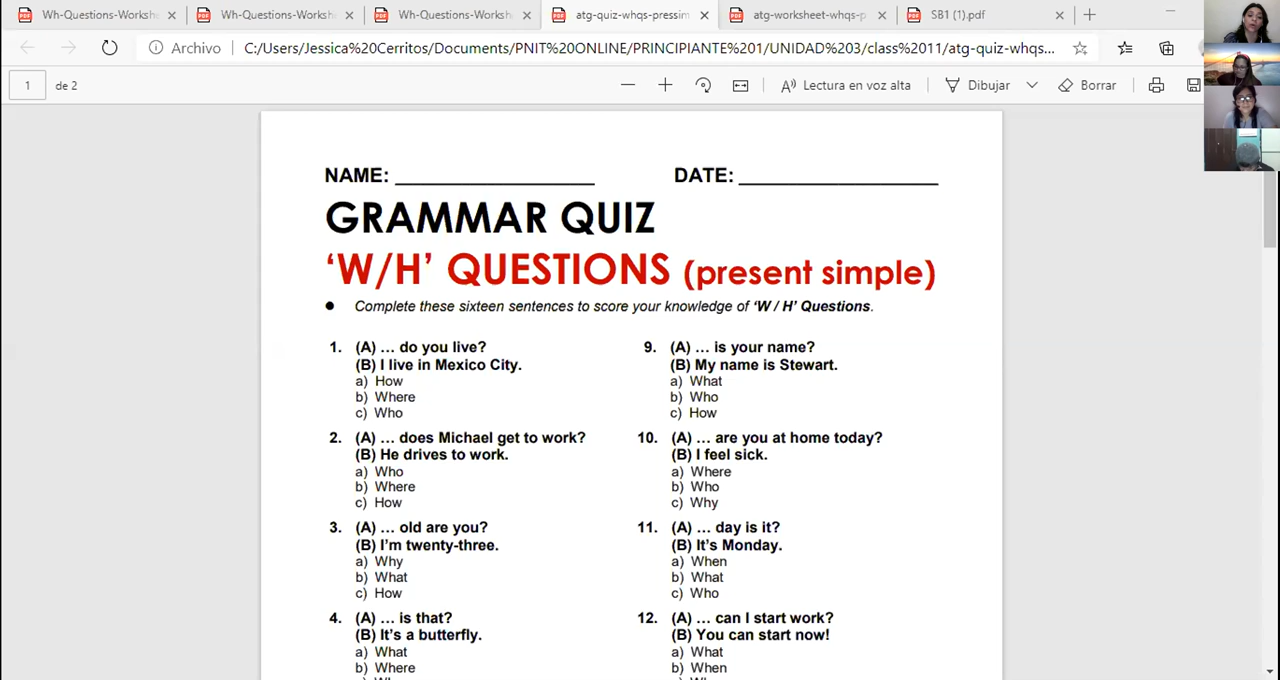 Wh-Questions-Worksh
Wh-Questions-Worksh
Wh-Questions-Worksh
atg-quiz-whqs-pressim
atg-worksheet-whqs-p
SB1 (1).pdf
Archivo
C:/Users/Jessica%20Cerritos/Documents/PNIT%20ONLINE/PRINCIPIANTE%201/UNIDAD%203/class%2011/atg-quiz-whqs...
1 de 2
Lectura en voz alta
Dibujar
Borrar
NAME: __________________ DATE: __________________
GRAMMAR QUIZ
‘W/H’ QUESTIONS (present simple)
● Complete these sixteen sentences to score your knowledge of ‘W / H’ Questions.
1. (A) … do you live?
(B) I live in Mexico City.
a) How
b) Where
c) Who
2. (A) … does Michael get to work?
(B) He drives to work.
a) Who
b) Where
c) How
3. (A) … old are you?
(B) I’m twenty-three.
a) Why
b) What
c) How
4. (A) … is that?
(B) It’s a butterfly.
a) What
b) Where
9. (A) … is your name?
(B) My name is Stewart.
a) What
b) Who
c) How
10. (A) … are you at home today?
(B) I feel sick.
a) Where
b) Who
c) Why
11. (A) … day is it?
(B) It’s Monday.
a) When
b) What
c) Who
12. (A) … can I start work?
(B) You can start now!
a) What
b) When